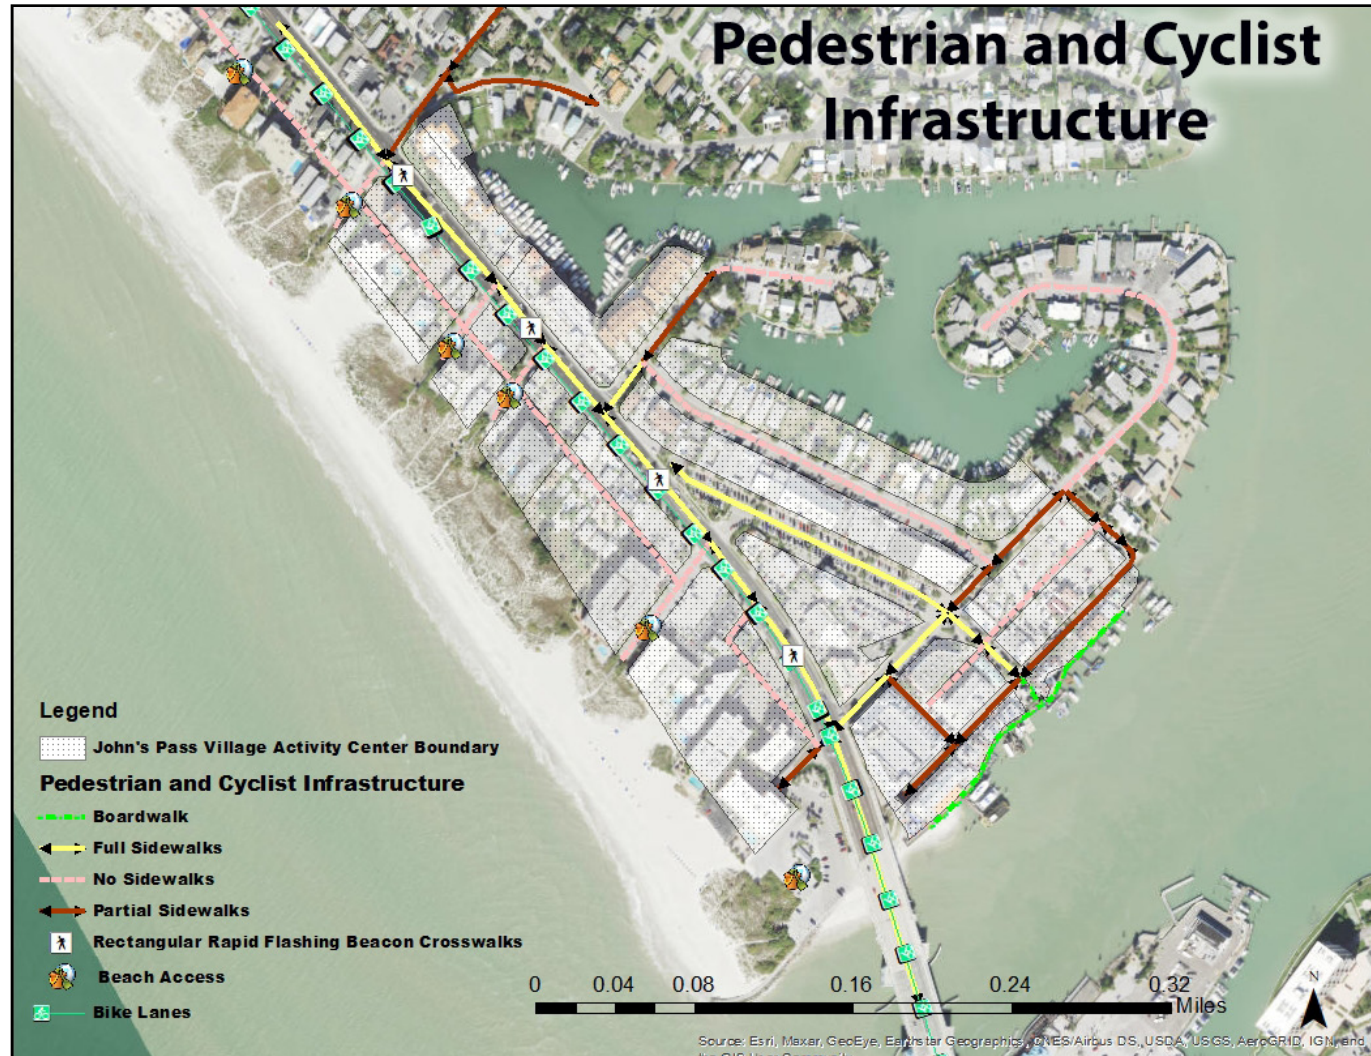 Pedestrian and Cyclist
Infrastructure
Legend
John's Pass Village Activity Center Boundary
Pedestrian and Cyclist Infrastructure
Boardwalk
Full Sidewalks
No Sidewalks
Partial Sidewalks
Rectangular Rapid Flashing Beacon Crosswalks
Beach Access
Bike Lanes
0 0.04 0.08 0.16 0.24 0.32
Miles
N
Source: Esri, Maxar, GeoEye, Earthstar Geographics, CNES/Airbus DS, USDA, USGS, AeroGRID, IGN, and